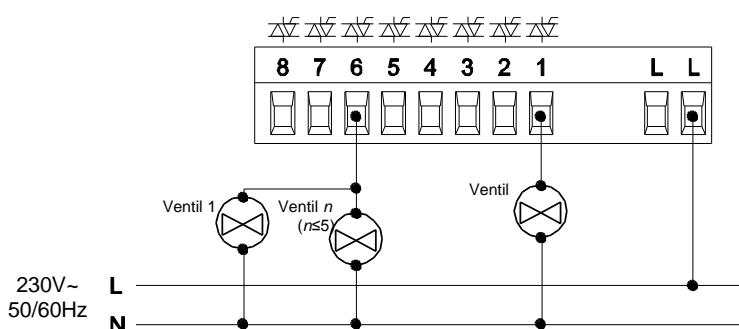 8 7 6 5 4 3 2 1 L L
Ventil 1
Ventil n
(n≤5)
Ventil
230V~
50/60Hz
L
N